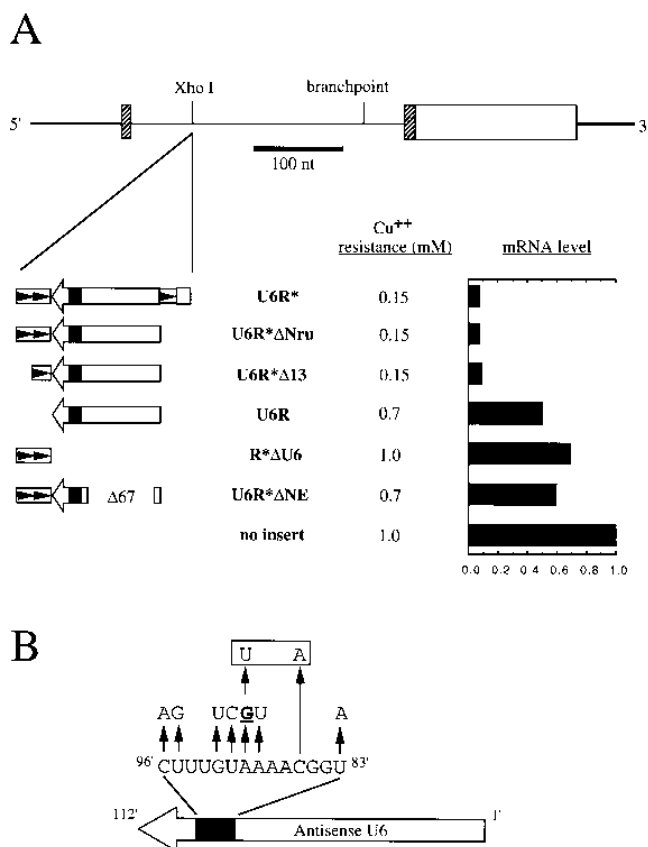 A
Xho I branchpoint
5' 3
100 nt
Cu++
resistance (mM) mRNA level
U6R* 0.15
U6R*ΔNru 0.15
U6R*Δ13 0.15
U6R 0.7
R*ΔU6 1.0
Δ67 U6R*ΔNE 0.7
no insert 1.0
0.0 0.2 0.4 0.6 0.8 1.0
B
U A
AG UCGU A
96' CUUUGUAAAACGGU 83'
112' 1'
Antisense U6